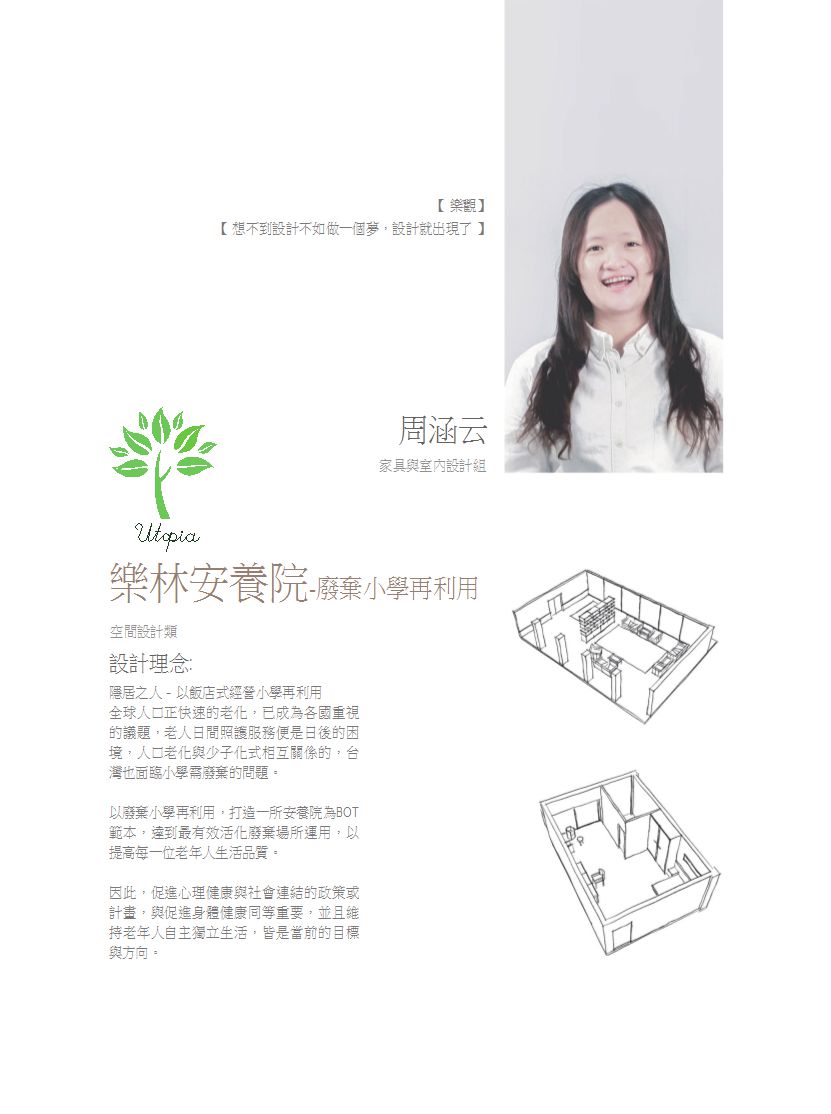 【 樂觀】
【 想不到設計不如做一個夢，設計就出現了 】
周涵云
家具與室內設計組
Utopia
樂林安養院-廢棄小學再利用
空間設計類
設計理念:
隱居之人 - 以飯店式經營小學再利用
全球人口正快速的老化，已成為各國重視
的議題，老人日間照護服務便是日後的困
境，人口老化與少子化式相互關係的，台
灣也面臨小學需廢棄的問題。
以廢棄小學再利用，打造一所安養院為BOT
範本，達到最有效活化廢棄場所運用，以
提高每一位老年人生活品質。
因此，促進心理健康與社會連結的政策或
計畫，與促進身體健康同等重要，並且維
持老年人自主獨立生活，皆是當前的目標
與方向。